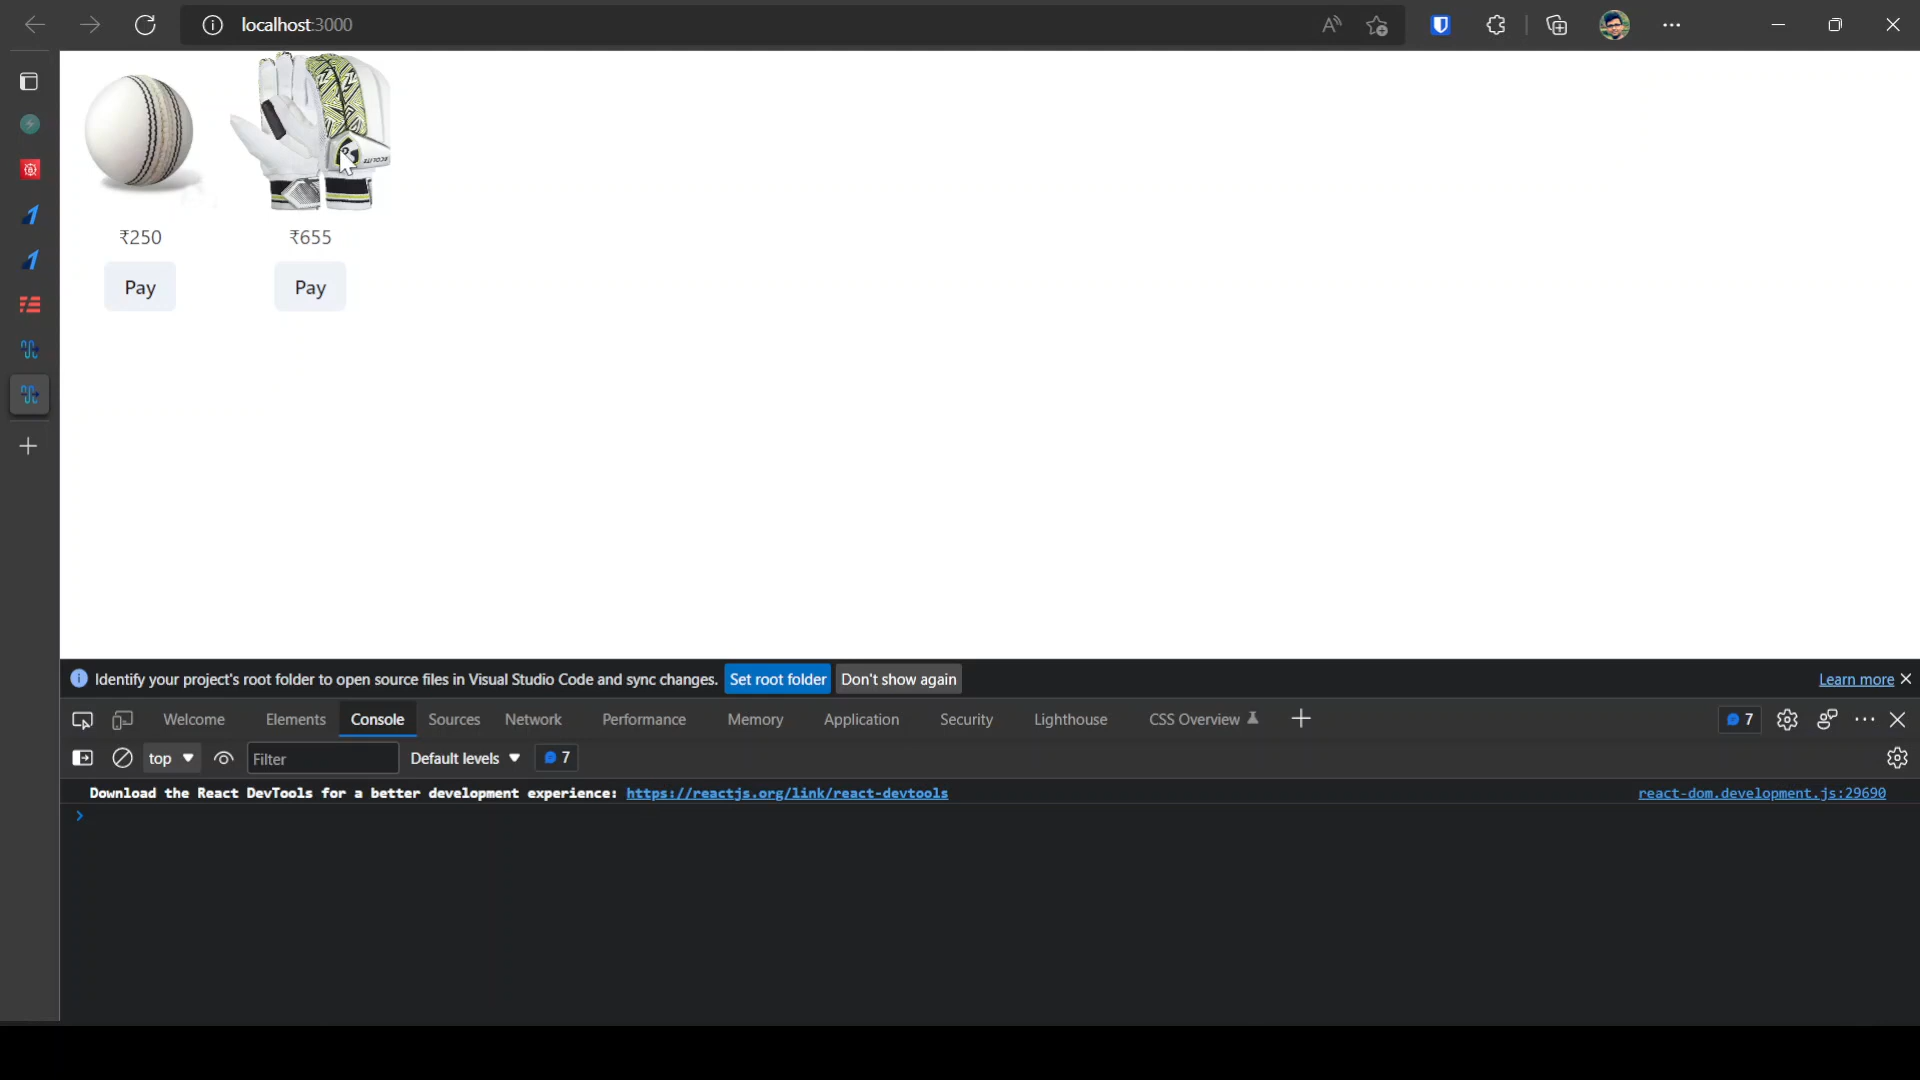 localhost:3000
₹250
₹655
Pay
Pay
Identify your project's root folder to open source files in Visual Studio Code and sync changes. Set root folder Don't show again Learn more
Welcome Elements Console Sources Network Performance Memory Application Security Lighthouse CSS Overview 7
top Filter Default levels 7
Download the React DevTools for a better development experience: https://reactjs.org/link/react-devtools react-dom.development.js:29690